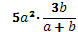 5a² · 3b/(a + b)